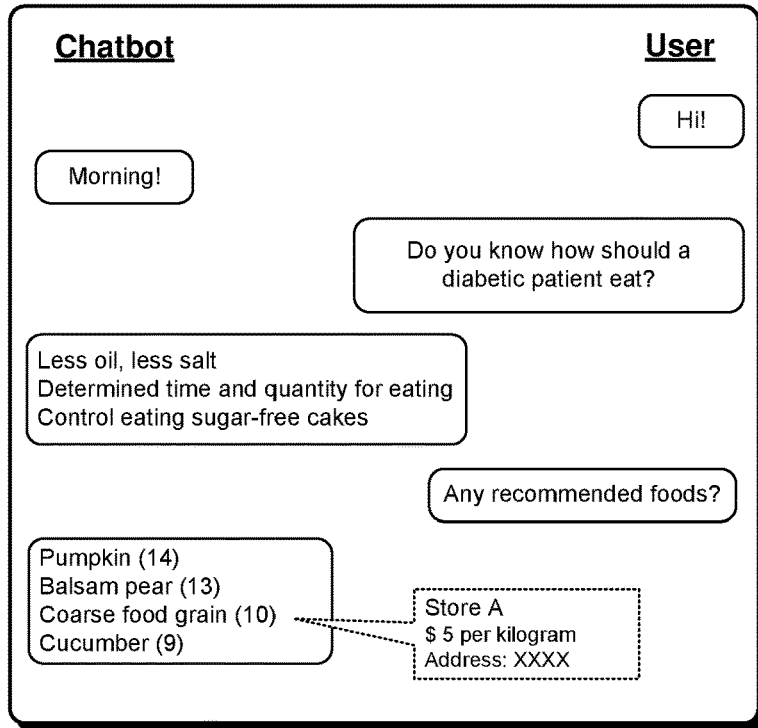 Chatbot
User
Hi!
Morning!
Do you know how should a
diabetic patient eat?
Less oil, less salt
Determined time and quantity for eating
Control eating sugar-free cakes
Any recommended foods?
Pumpkin (14)
Balsam pear (13)
Coarse food grain (10)
Cucumber (9)
Store A
$ 5 per kilogram
Address: XXXX